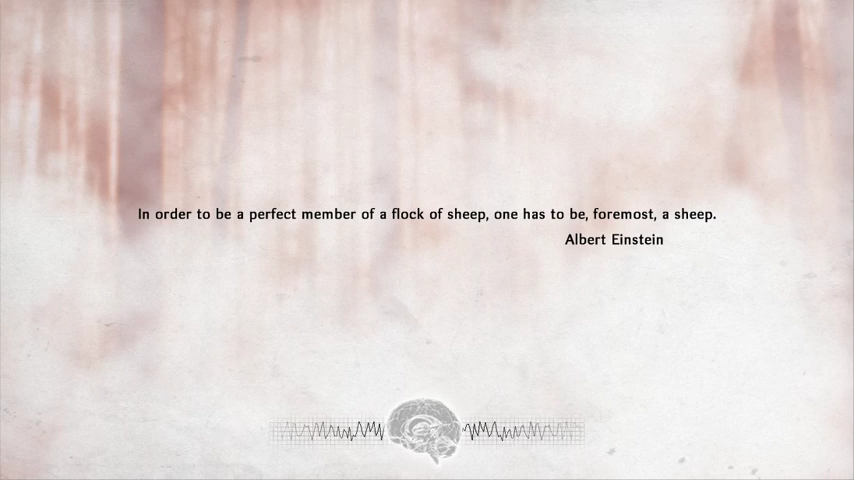 In order to be a perfect member of a flock of sheep, one has to be, foremost, a sheep.
Albert Einstein